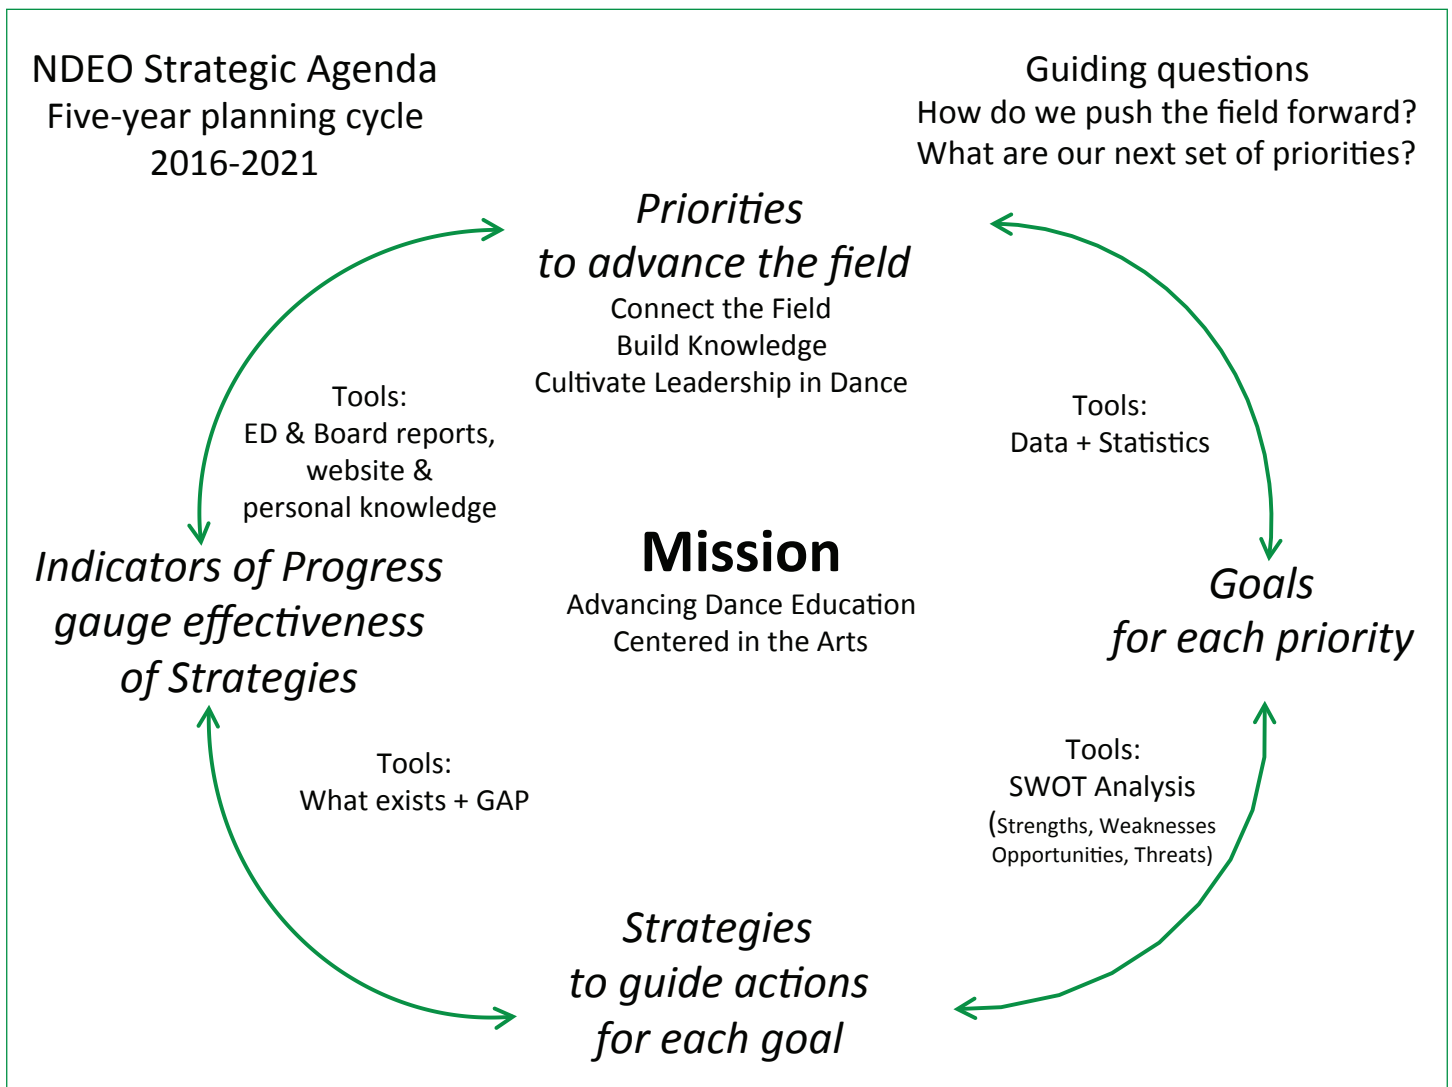 NDEO Strategic Agenda
Five-year planning cycle
2016-2021
Guiding questions
How do we push the field forward?
What are our next set of priorities?
Priorities
to advance the field
Connect the Field
Build Knowledge
Cultivate Leadership in Dance
Tools:
ED & Board reports,
website &
personal knowledge
Tools:
Data + Statistics
Indicators of Progress
gauge effectiveness
of Strategies
Mission
Advancing Dance Education
Centered in the Arts
Goals
for each priority
Tools:
What exists + GAP
Tools:
SWOT Analysis
(Strengths, Weaknesses
Opportunities, Threats)
Strategies
to guide actions
for each goal